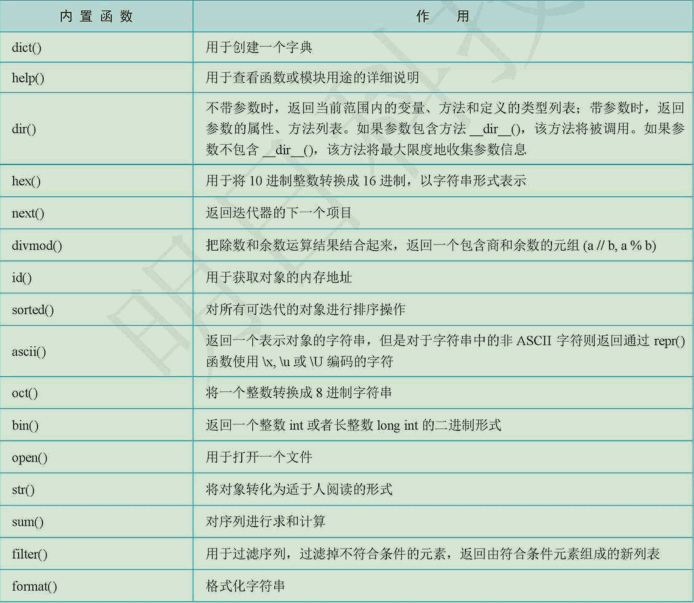 内 置 函 数 作 用
dict() 用于创建一个字典
help() 用于查看函数或模块用途的详细说明
不带参数时，返回当前范围内的变量、方法和定义的类型列表；带参数时，返回
dir() 参数的属性、方法列表。如果参数包含方法 __dir__()，该方法将被调用。如果参
数不包含 __dir__()，该方法将最大限度地收集参数信息
hex() 用于将 10 进制整数转换成 16 进制，以字符串形式表示
next() 返回迭代器的下一个项目
divmod() 把除数和余数运算结果结合起来，返回一个包含商和余数的元组 (a // b, a % b)
id() 用于获取对象的内存地址
sorted() 对所有可迭代的对象进行排序操作
ascii() 返回一个表示对象的字符串，但是对于字符串中的非 ASCII 字符则返回通过 repr()
函数使用 \x, \u 或 \U 编码的字符
oct() 将一个整数转换成 8 进制字符串
bin() 返回一个整数 int 或者长整数 long int 的二进制形式
open() 用于打开一个文件
str() 将对象转化为适于人阅读的形式
sum() 对序列进行求和计算
filter() 用于过滤序列，过滤掉不符合条件的元素，返回由符合条件元素组成的新列表
format() 格式化字符串
明日科技